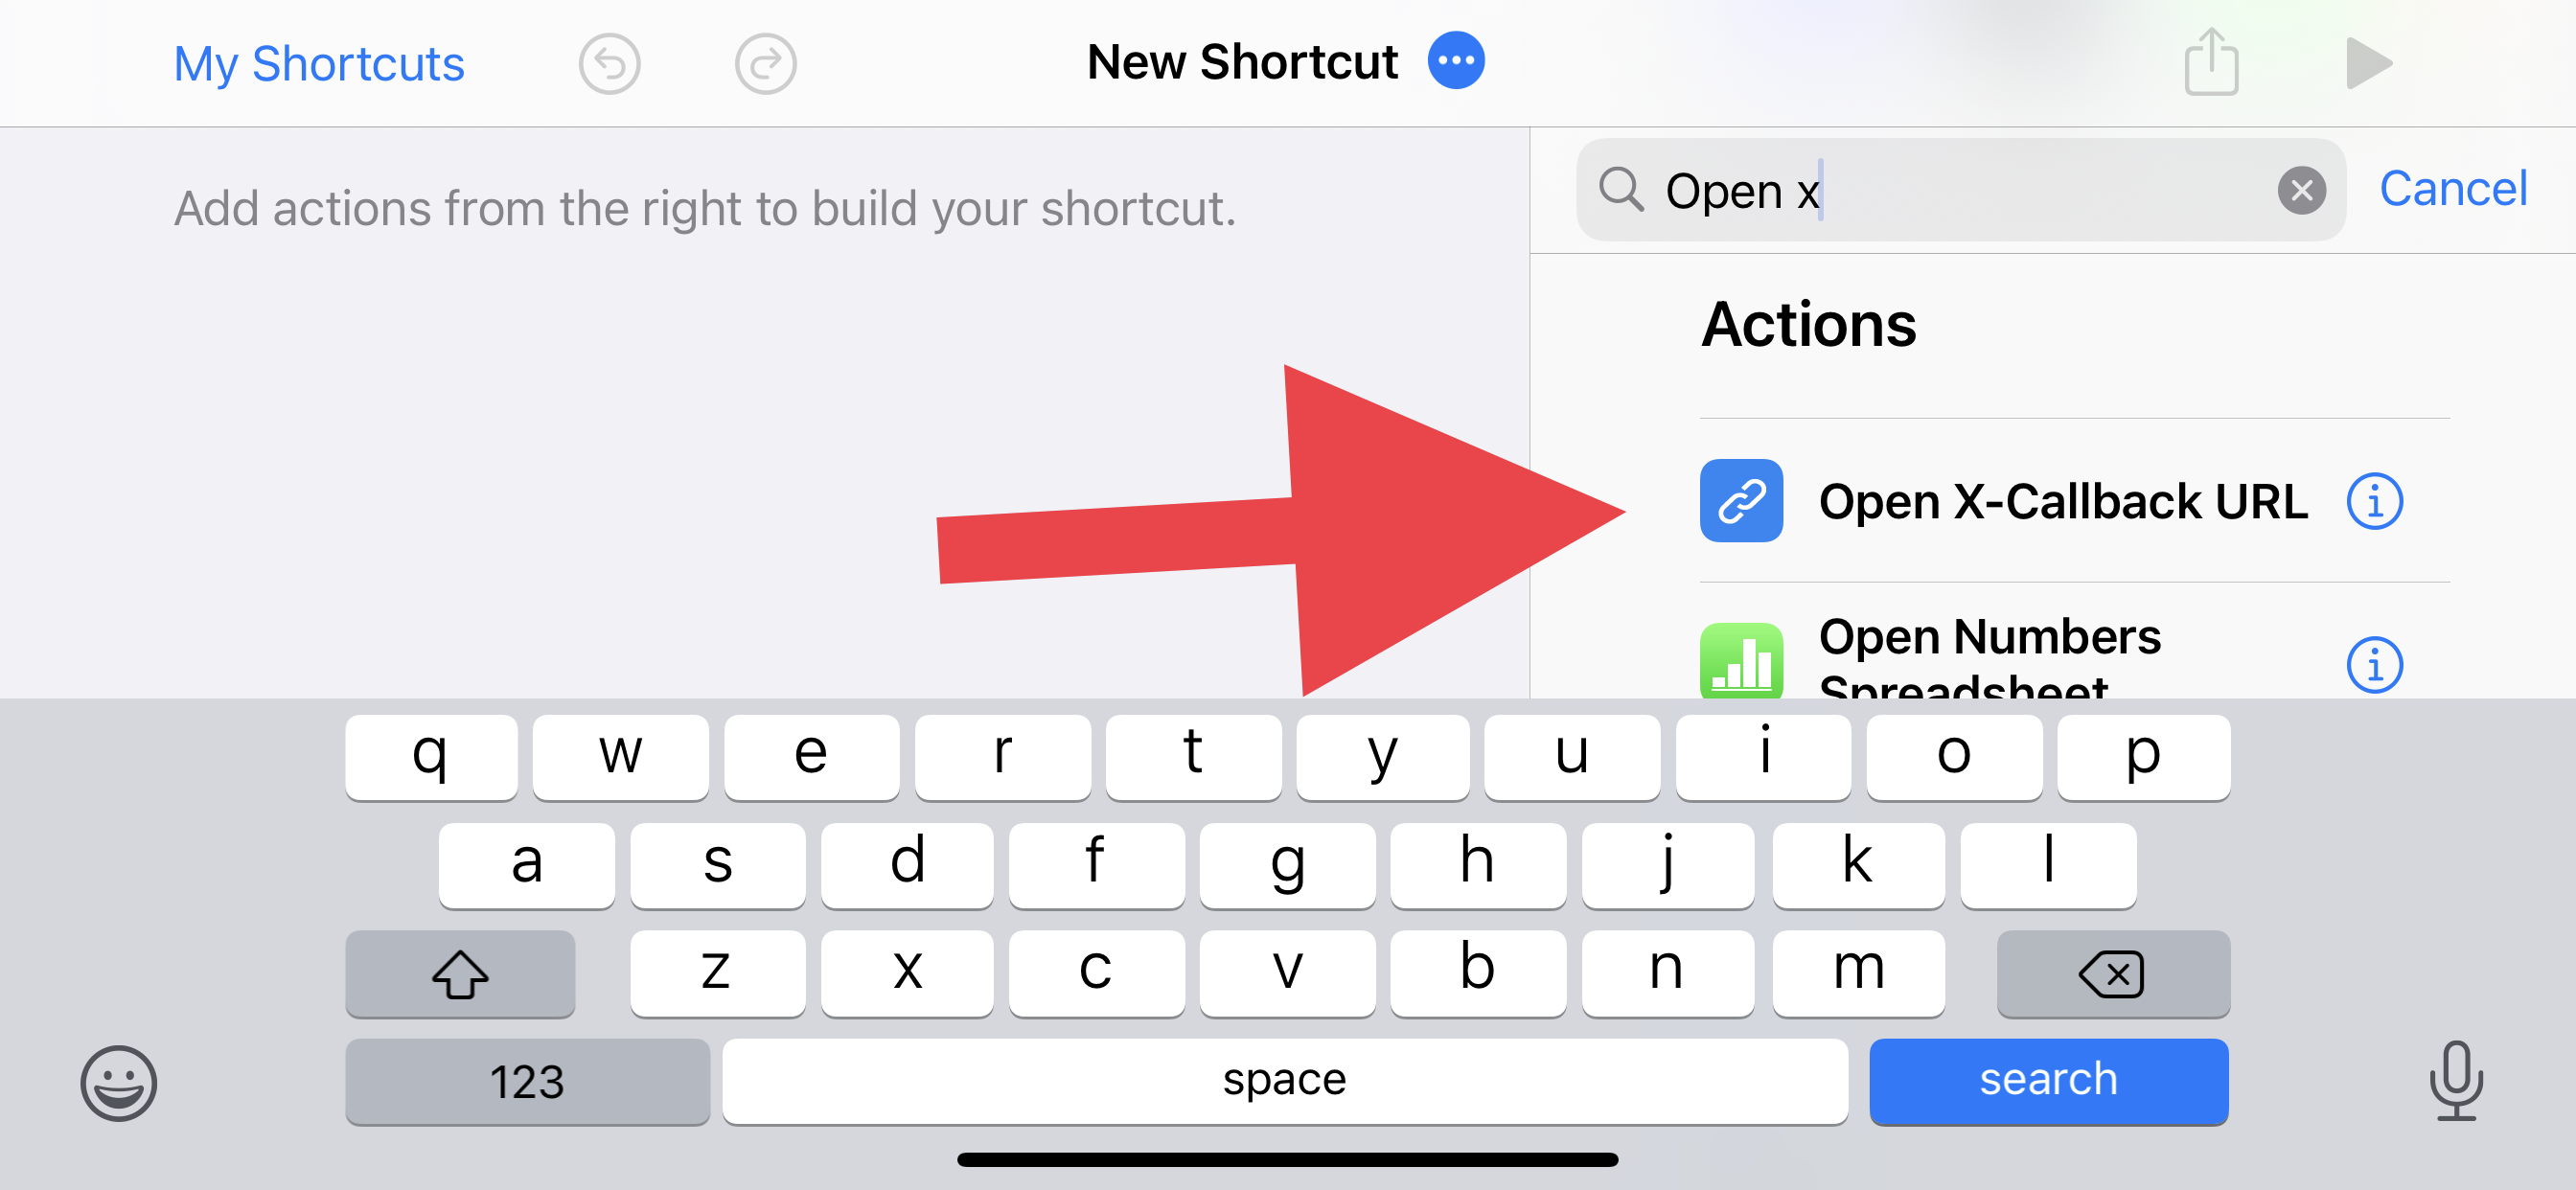 My Shortcuts
New Shortcut
Add actions from the right to build your shortcut.
Open x
Cancel
Actions
Open X-Callback URL
Open Numbers
Spreadsheet
q w e r t y u i o p
a s d f g h j k l
z x c v b n m
123 space search